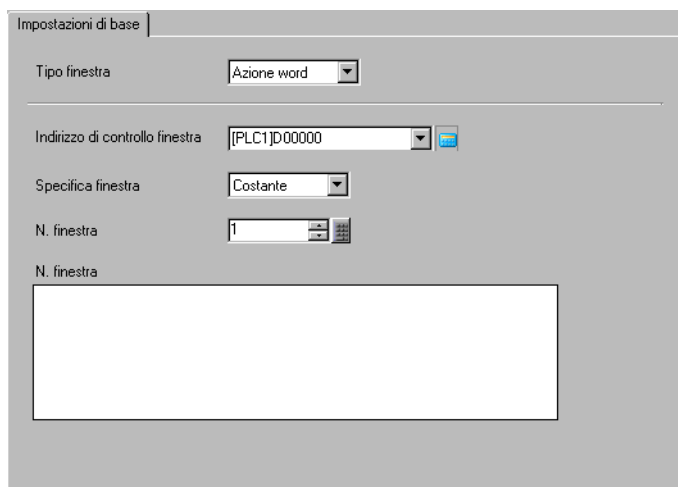 Impostazioni di base
Tipo finestra Azione word
Indirizzo di controllo finestra [PLC1]D00000
Specifica finestra Costante
N. finestra 1
N. finestra